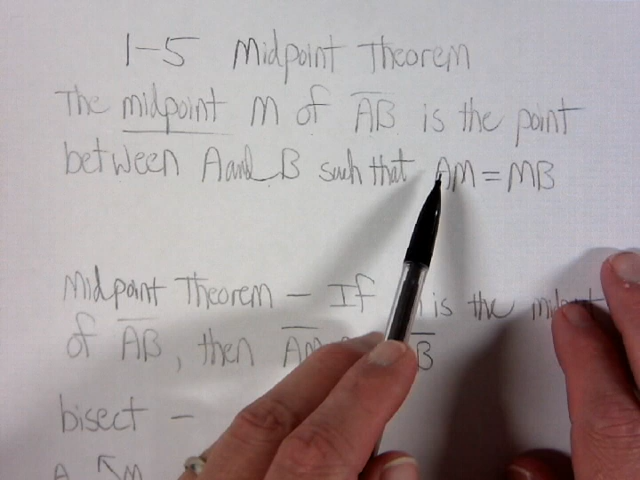 1-5 Midpoint Theorem
The midpoint M of AB is the point
between A and B such that AM = MB
Midpoint Theorem - If is the
of AB, then AM B
bisect -
A M